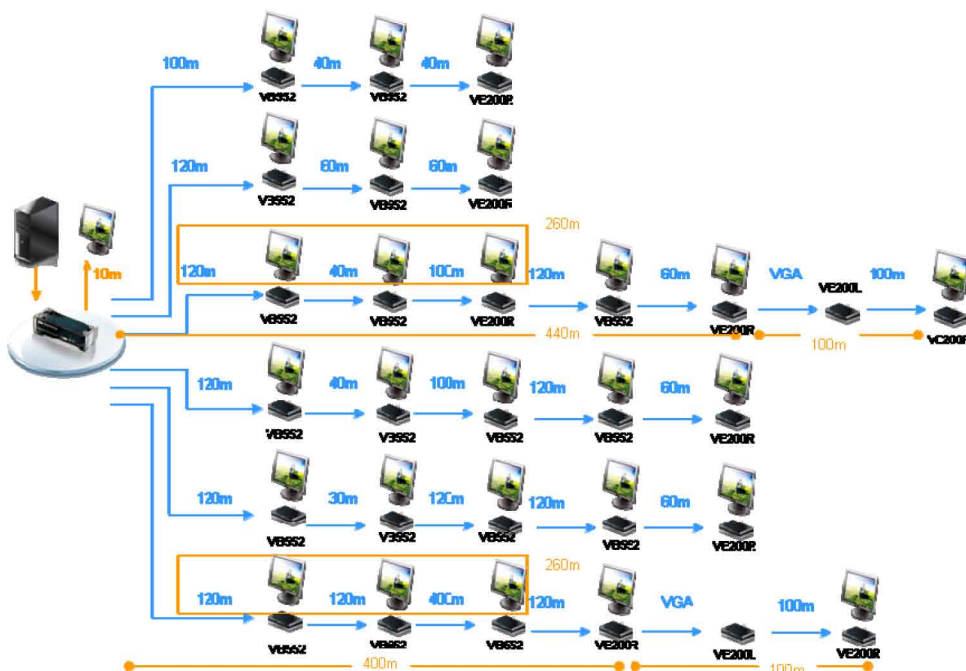 100m 40m 40m
VB552 VB552 VE200R
120m 60m 60m
VB552 VB552 VE200R
260m
10m 120m 40m 100m 120m 60m VGA 100m
VE200L
VB552 VB552 VE200R VB552 VE200R
440m 100m
120m 40m 100m 120m 60m
VB552 VB552 VB552 VB552 VE200R
120m 30m 120m 120m 60m
VB552 VB552 VB552 VB552 VE200R
260m
120m 120m 400m 120m VGA 100m
VB552 VB552 VB552 VE200R VE200L VE200R
400m 100m